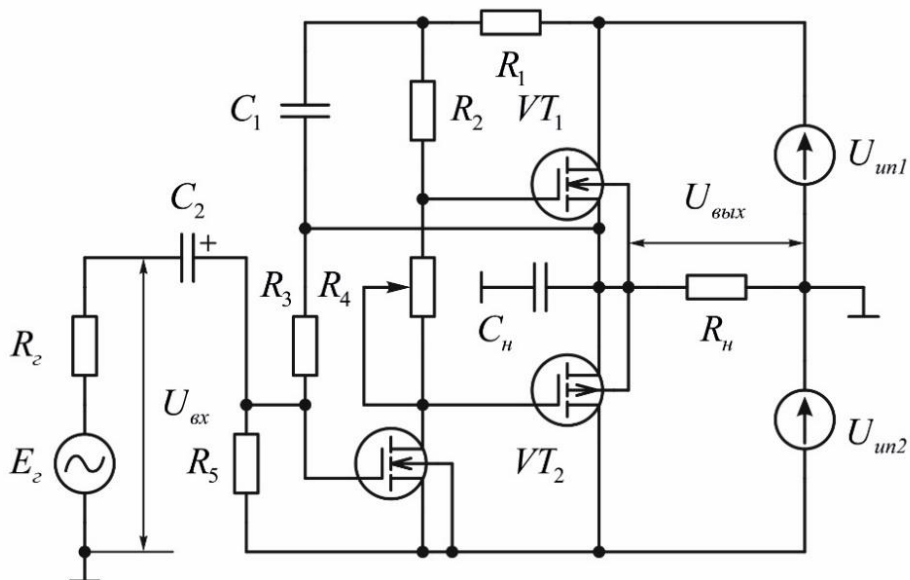 R₁
C₁
R₂
VT₁
Uип1
C₂
Uвых
+
R₃
R₄
Rг
Cн
Rн
Uвх
Eг
R₅
VT₂
Uип2